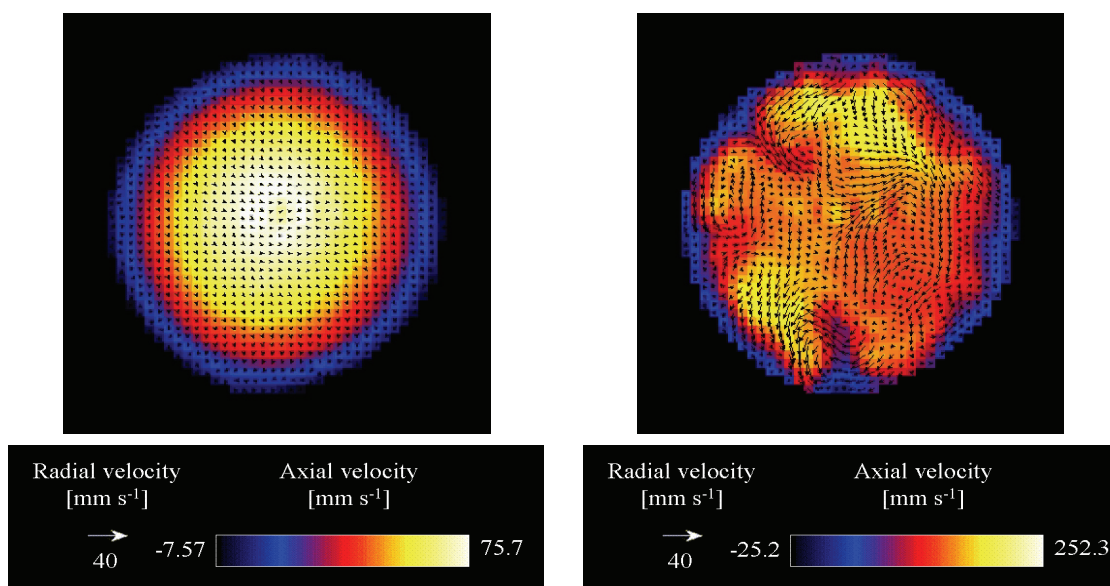 Radial velocity
[mm s-1]
Axial velocity
[mm s-1]
40
-7.57
75.7
Radial velocity
[mm s-1]
Axial velocity
[mm s-1]
40
-25.2
252.3